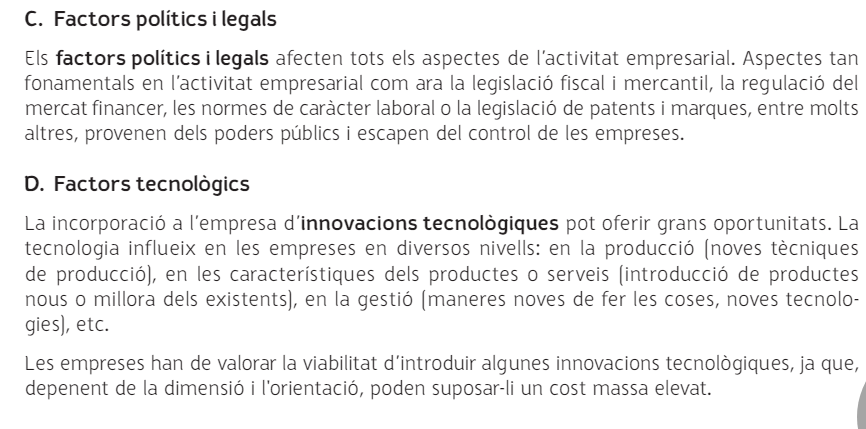 C. Factors polítics i legals
Els factors polítics i legals afecten tots els aspectes de l'activitat empresarial. Aspectes tan
fonamentals en l'activitat empresarial com ara la legislació fiscal i mercantil, la regulació del
mercat financer, les normes de caràcter laboral o la legislació de patents i marques, entre molts
altres, provenen dels poders públics i escapen del control de les empreses.
D. Factors tecnològics
La incorporació a l'empresa d'innovacions tecnològiques pot oferir grans oportunitats. La
tecnologia influeix en les empreses en diversos nivells: en la producció (noves tècniques
de producció), en les característiques dels productes o serveis (introducció de productes
nous o millora dels existents), en la gestió (maneres noves de fer les coses, noves tecnolo-
gies), etc.
Les empreses han de valorar la viabilitat d'introduir algunes innovacions tecnològiques, ja que,
depenent de la dimensió i l'orientació, poden suposar-li un cost massa elevat.